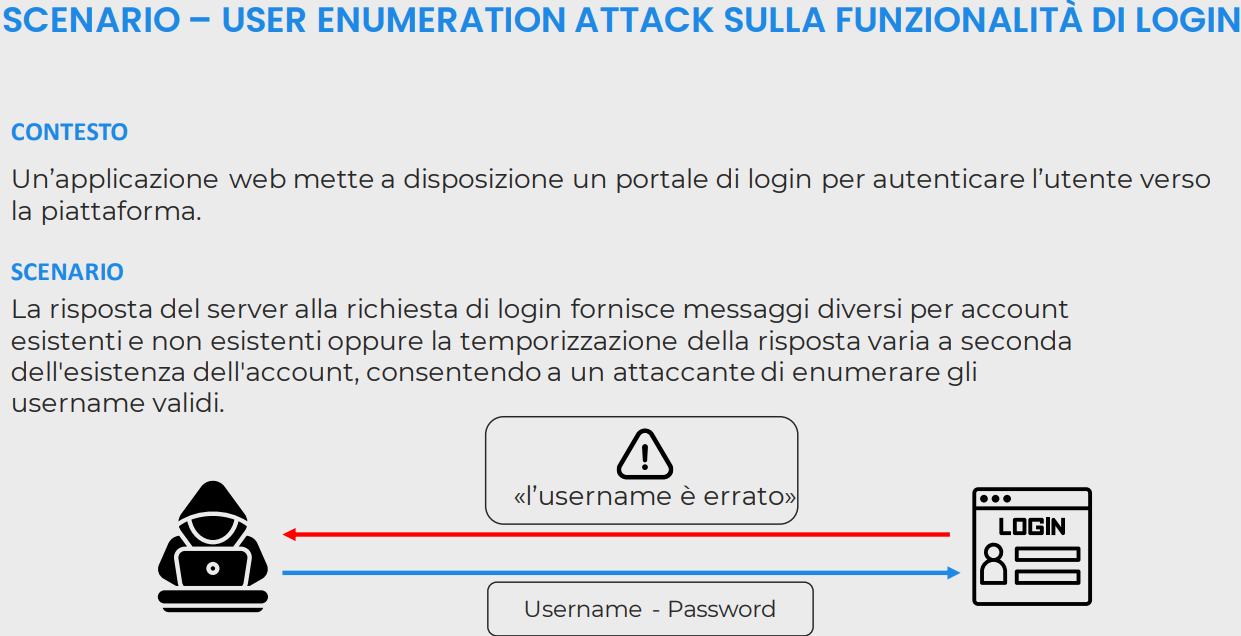 SCENARIO – USER ENUMERATION ATTACK SULLA FUNZIONALITÀ DI LOGIN
CONTESTO
Un’applicazione web mette a disposizione un portale di login per autenticare l’utente verso
la piattaforma.
SCENARIO
La risposta del server alla richiesta di login fornisce messaggi diversi per account
esistenti e non esistenti oppure la temporizzazione della risposta varia a seconda
dell'esistenza dell'account, consentendo a un attaccante di enumerare gli
username validi.
«l’username è errato»
LOGIN
Username - Password